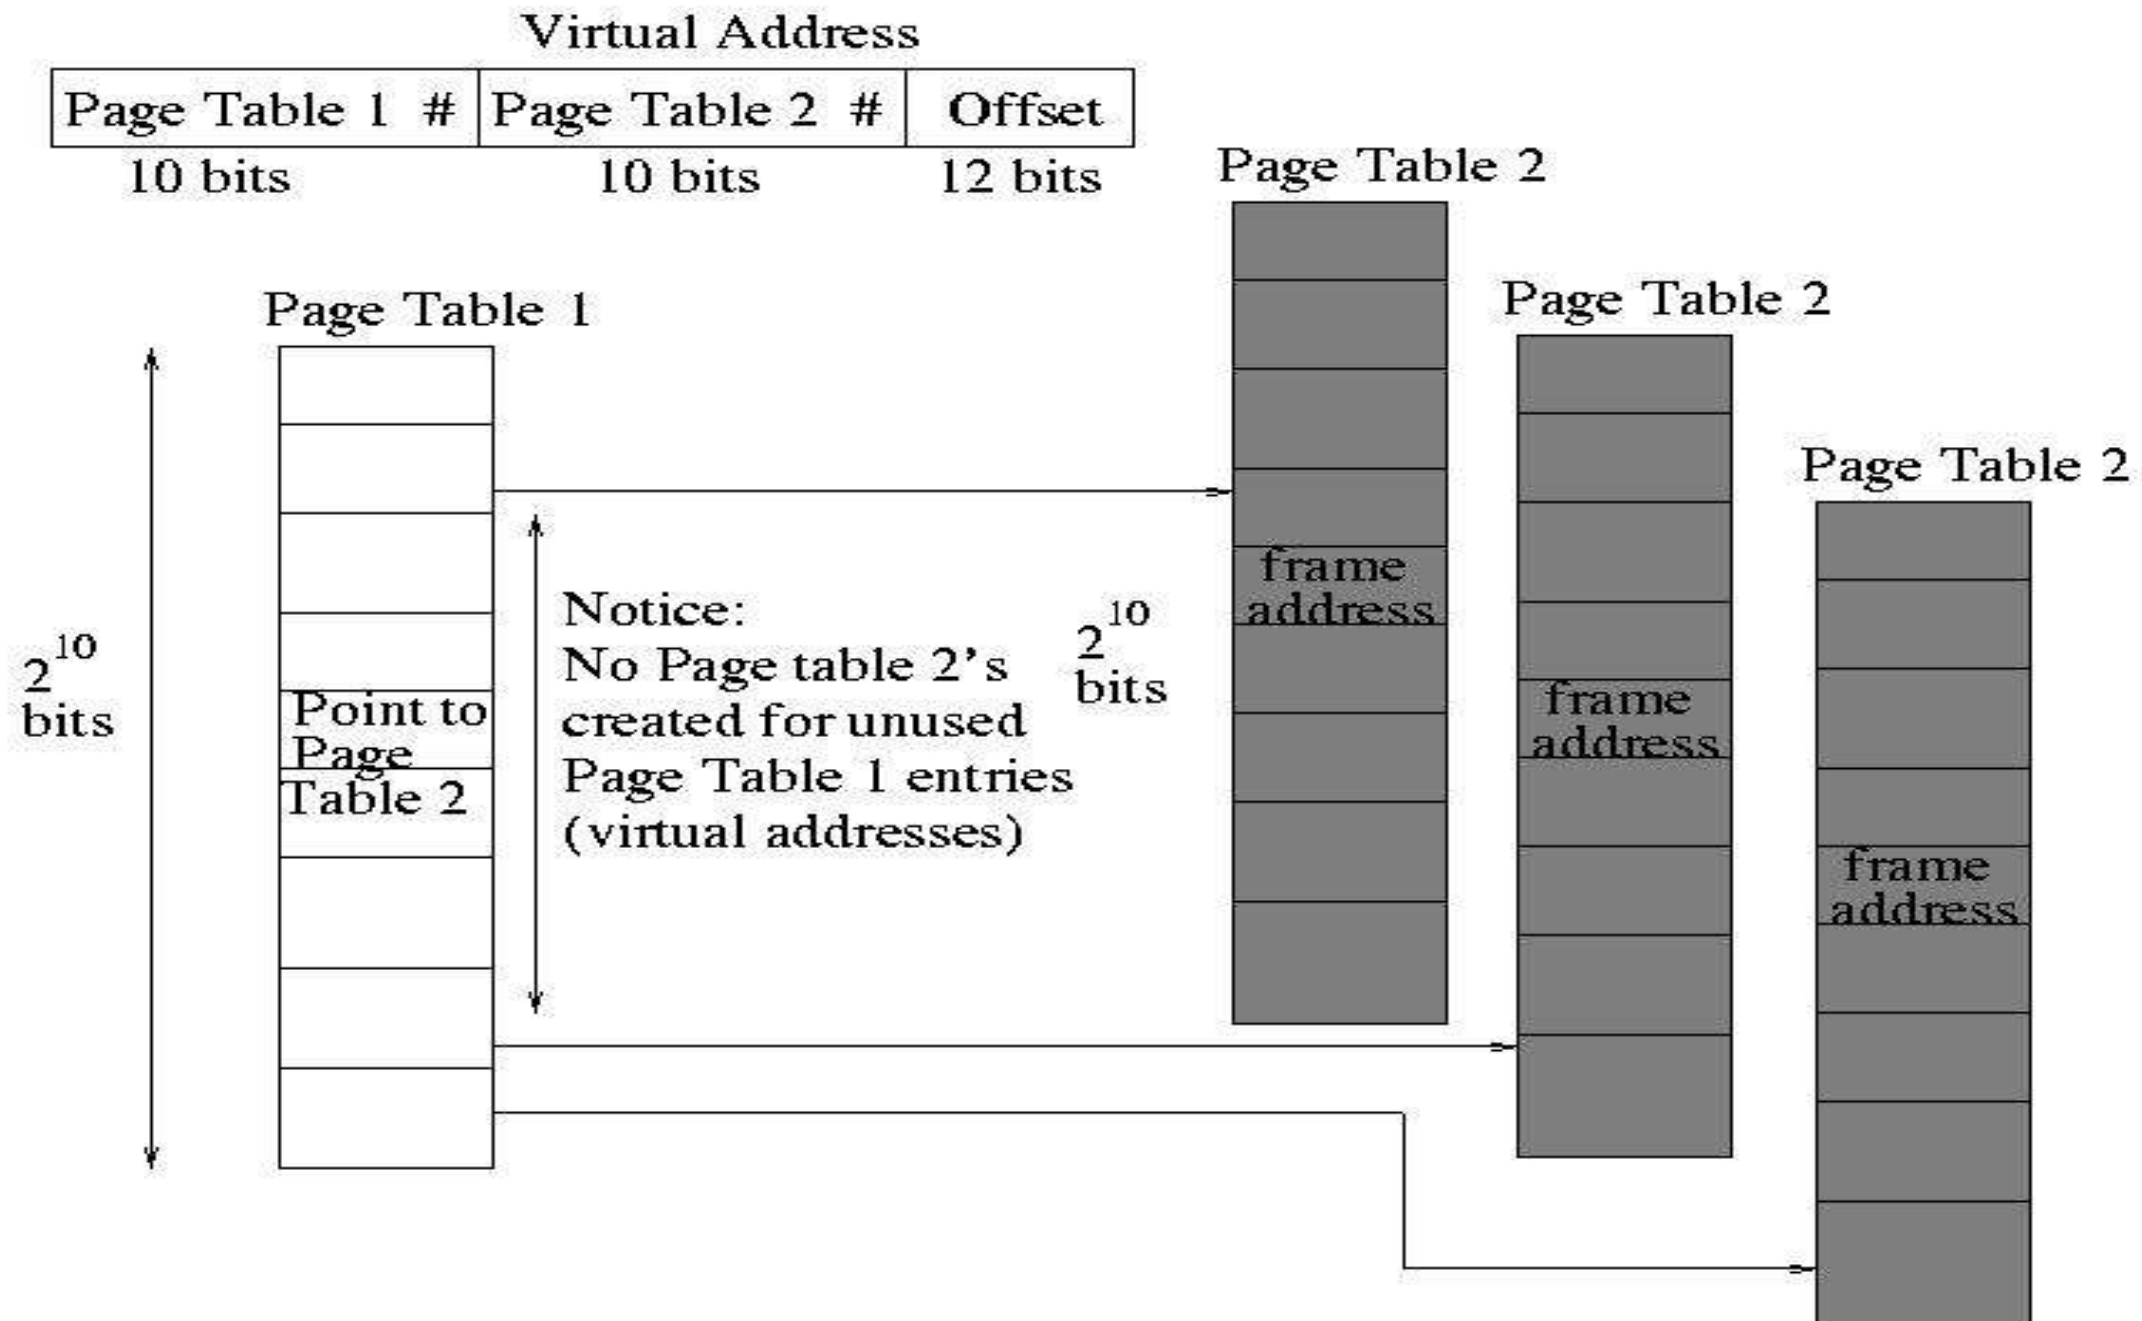 Virtual Address
Page Table 1 #
Page Table 2 #
Offset
10 bits
10 bits
12 bits
Page Table 1
2^10
bits
Point to
Page
Table 2
Notice:
No Page table 2's
created for unused
Page Table 1 entries
(virtual addresses)
2^10
bits
Page Table 2
frame
address
Page Table 2
frame
address
Page Table 2
frame
address